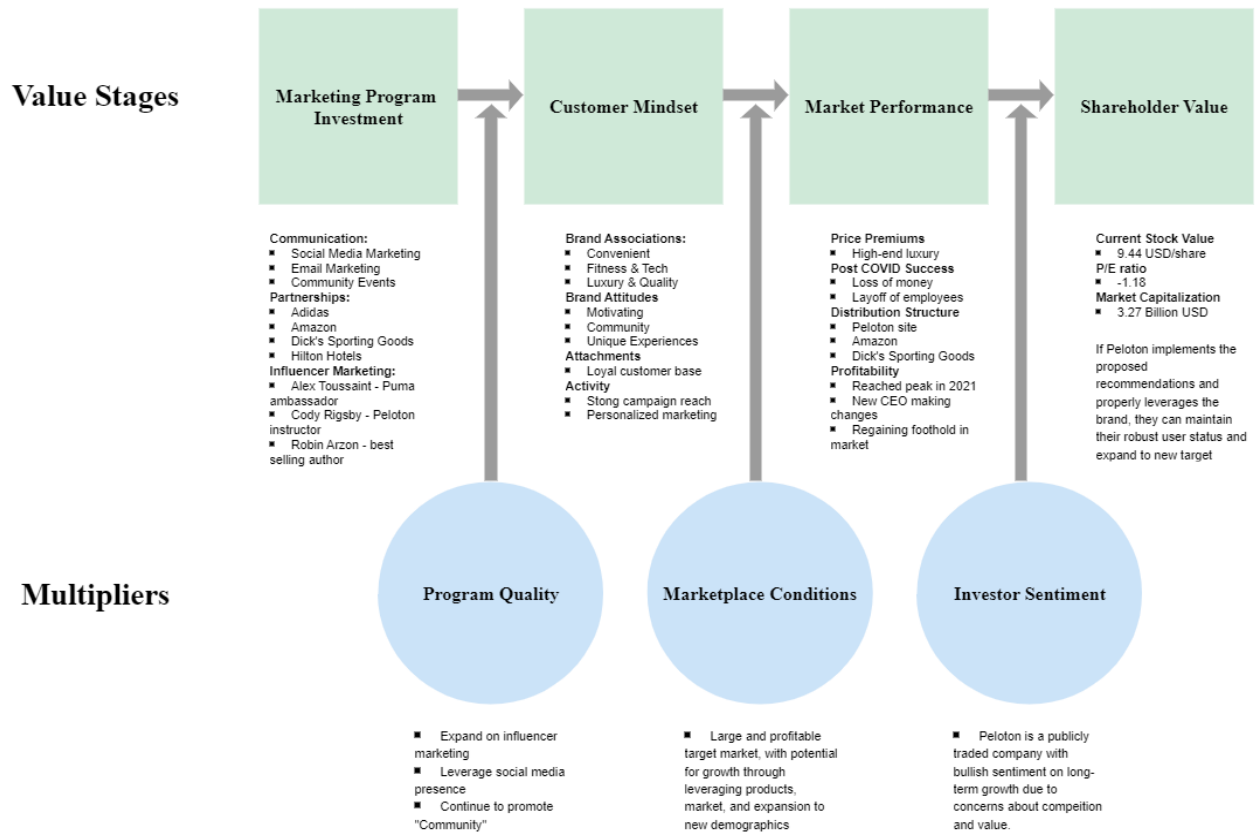 Value Stages
Marketing Program
Investment
Customer Mindset
Market Performance
Shareholder Value
Communication:
▪ Social Media Marketing
▪ Email Marketing
▪ Community Events
Partnerships:
▪ Adidas
▪ Amazon
▪ Dick's Sporting Goods
▪ Hilton Hotels
Influencer Marketing:
▪ Alex Toussaint - Puma
ambassador
▪ Cody Rigsby - Peloton
instructor
▪ Robin Arzon - best
selling author
Brand Associations:
▪ Convenient
▪ Fitness & Tech
▪ Luxury & Quality
Brand Attitudes
▪ Motivating
▪ Community
▪ Unique Experiences
Attachments
▪ Loyal customer base
Activity
▪ Stong campaign reach
▪ Personalized marketing
Price Premiums
▪ High-end luxury
Post COVID Success
▪ Loss of money
▪ Layoff of employees
Distribution Structure
▪ Peloton site
▪ Amazon
▪ Dick's Sporting Goods
Profitability
▪ Reached peak in 2021
▪ New CEO making
changes
▪ Regaining foothold in
market
Current Stock Value
▪ 9.44 USD/share
P/E ratio
▪ -1.18
Market Capitalization
▪ 3.27 Billion USD
If Peloton implements the
proposed
recommendations and
properly leverages the
brand, they can maintain
their robust user status and
expand to new target
Multipliers
Program Quality
Marketplace Conditions
Investor Sentiment
▪ Expand on influencer
marketing
▪ Leverage social media
presence
▪ Continue to promote
"Community"
▪ Large and profitable
target market, with potential
for growth through
leveraging products,
market, and expansion to
new demographics
▪ Peloton is a publicly
traded company with
bullish sentiment on long-
term growth due to
concerns about compeition
and value.